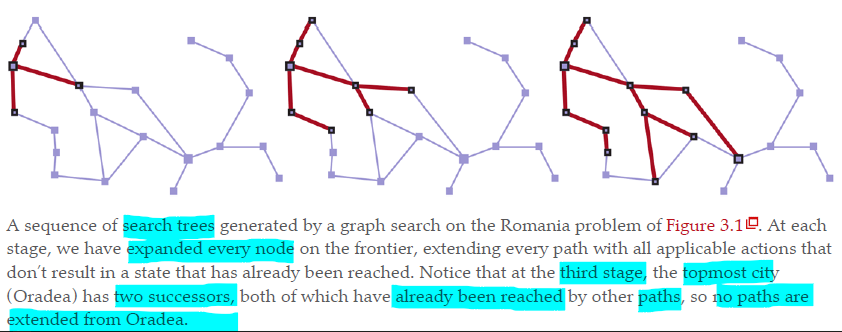 A sequence of search trees generated by a graph search on the Romania problem of Figure 3.1. At each
stage, we have expanded every node on the frontier, extending every path with all applicable actions that
don't result in a state that has already been reached. Notice that at the third stage, the topmost city
(Oradea) has two successors, both of which have already been reached by other paths, so no paths are
extended from Oradea.